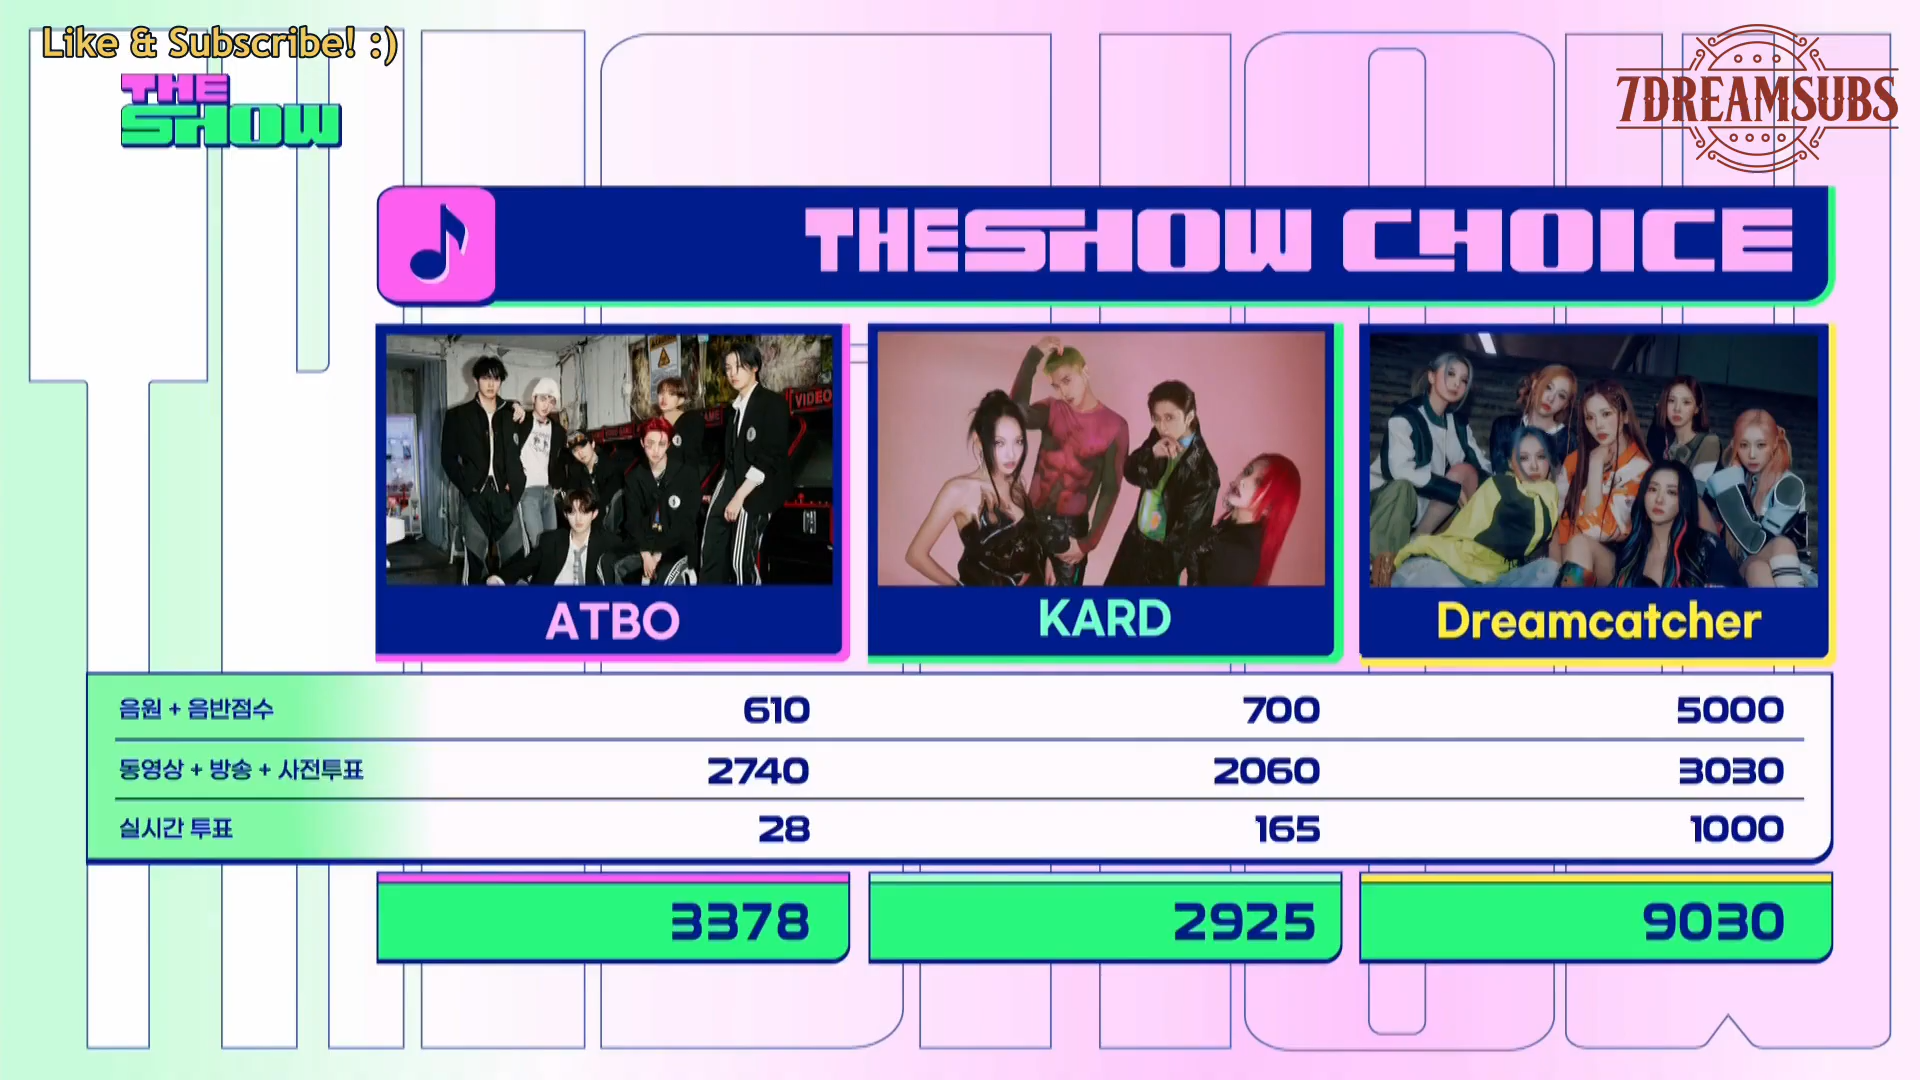 Like & Subscribe! :)
THE
SHOW
7DREAMSUBS
THE SHOW CHOICE
VIDEO
ATBO
KARD
Dreamcatcher
음원 + 음반점수 610 700 5000
동영상 + 방송 + 사전투표 2740 2060 3030
실시간 투표 28 165 1000
3378 2925 9030